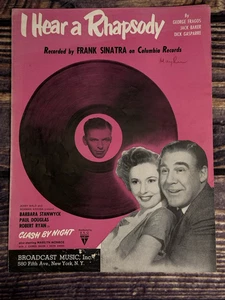 I Hear a Rhapsody
By
GEORGE FRAGOS
JACK BAKER
DICK GASPARRE
Recorded by FRANK SINATRA on Columbia Records
BARBARA STANWYCK
PAUL DOUGLAS
ROBERT RYAN
CLASH BY NIGHT
BROADCAST MUSIC, Inc.
580 Fifth Ave., New York, N. Y.